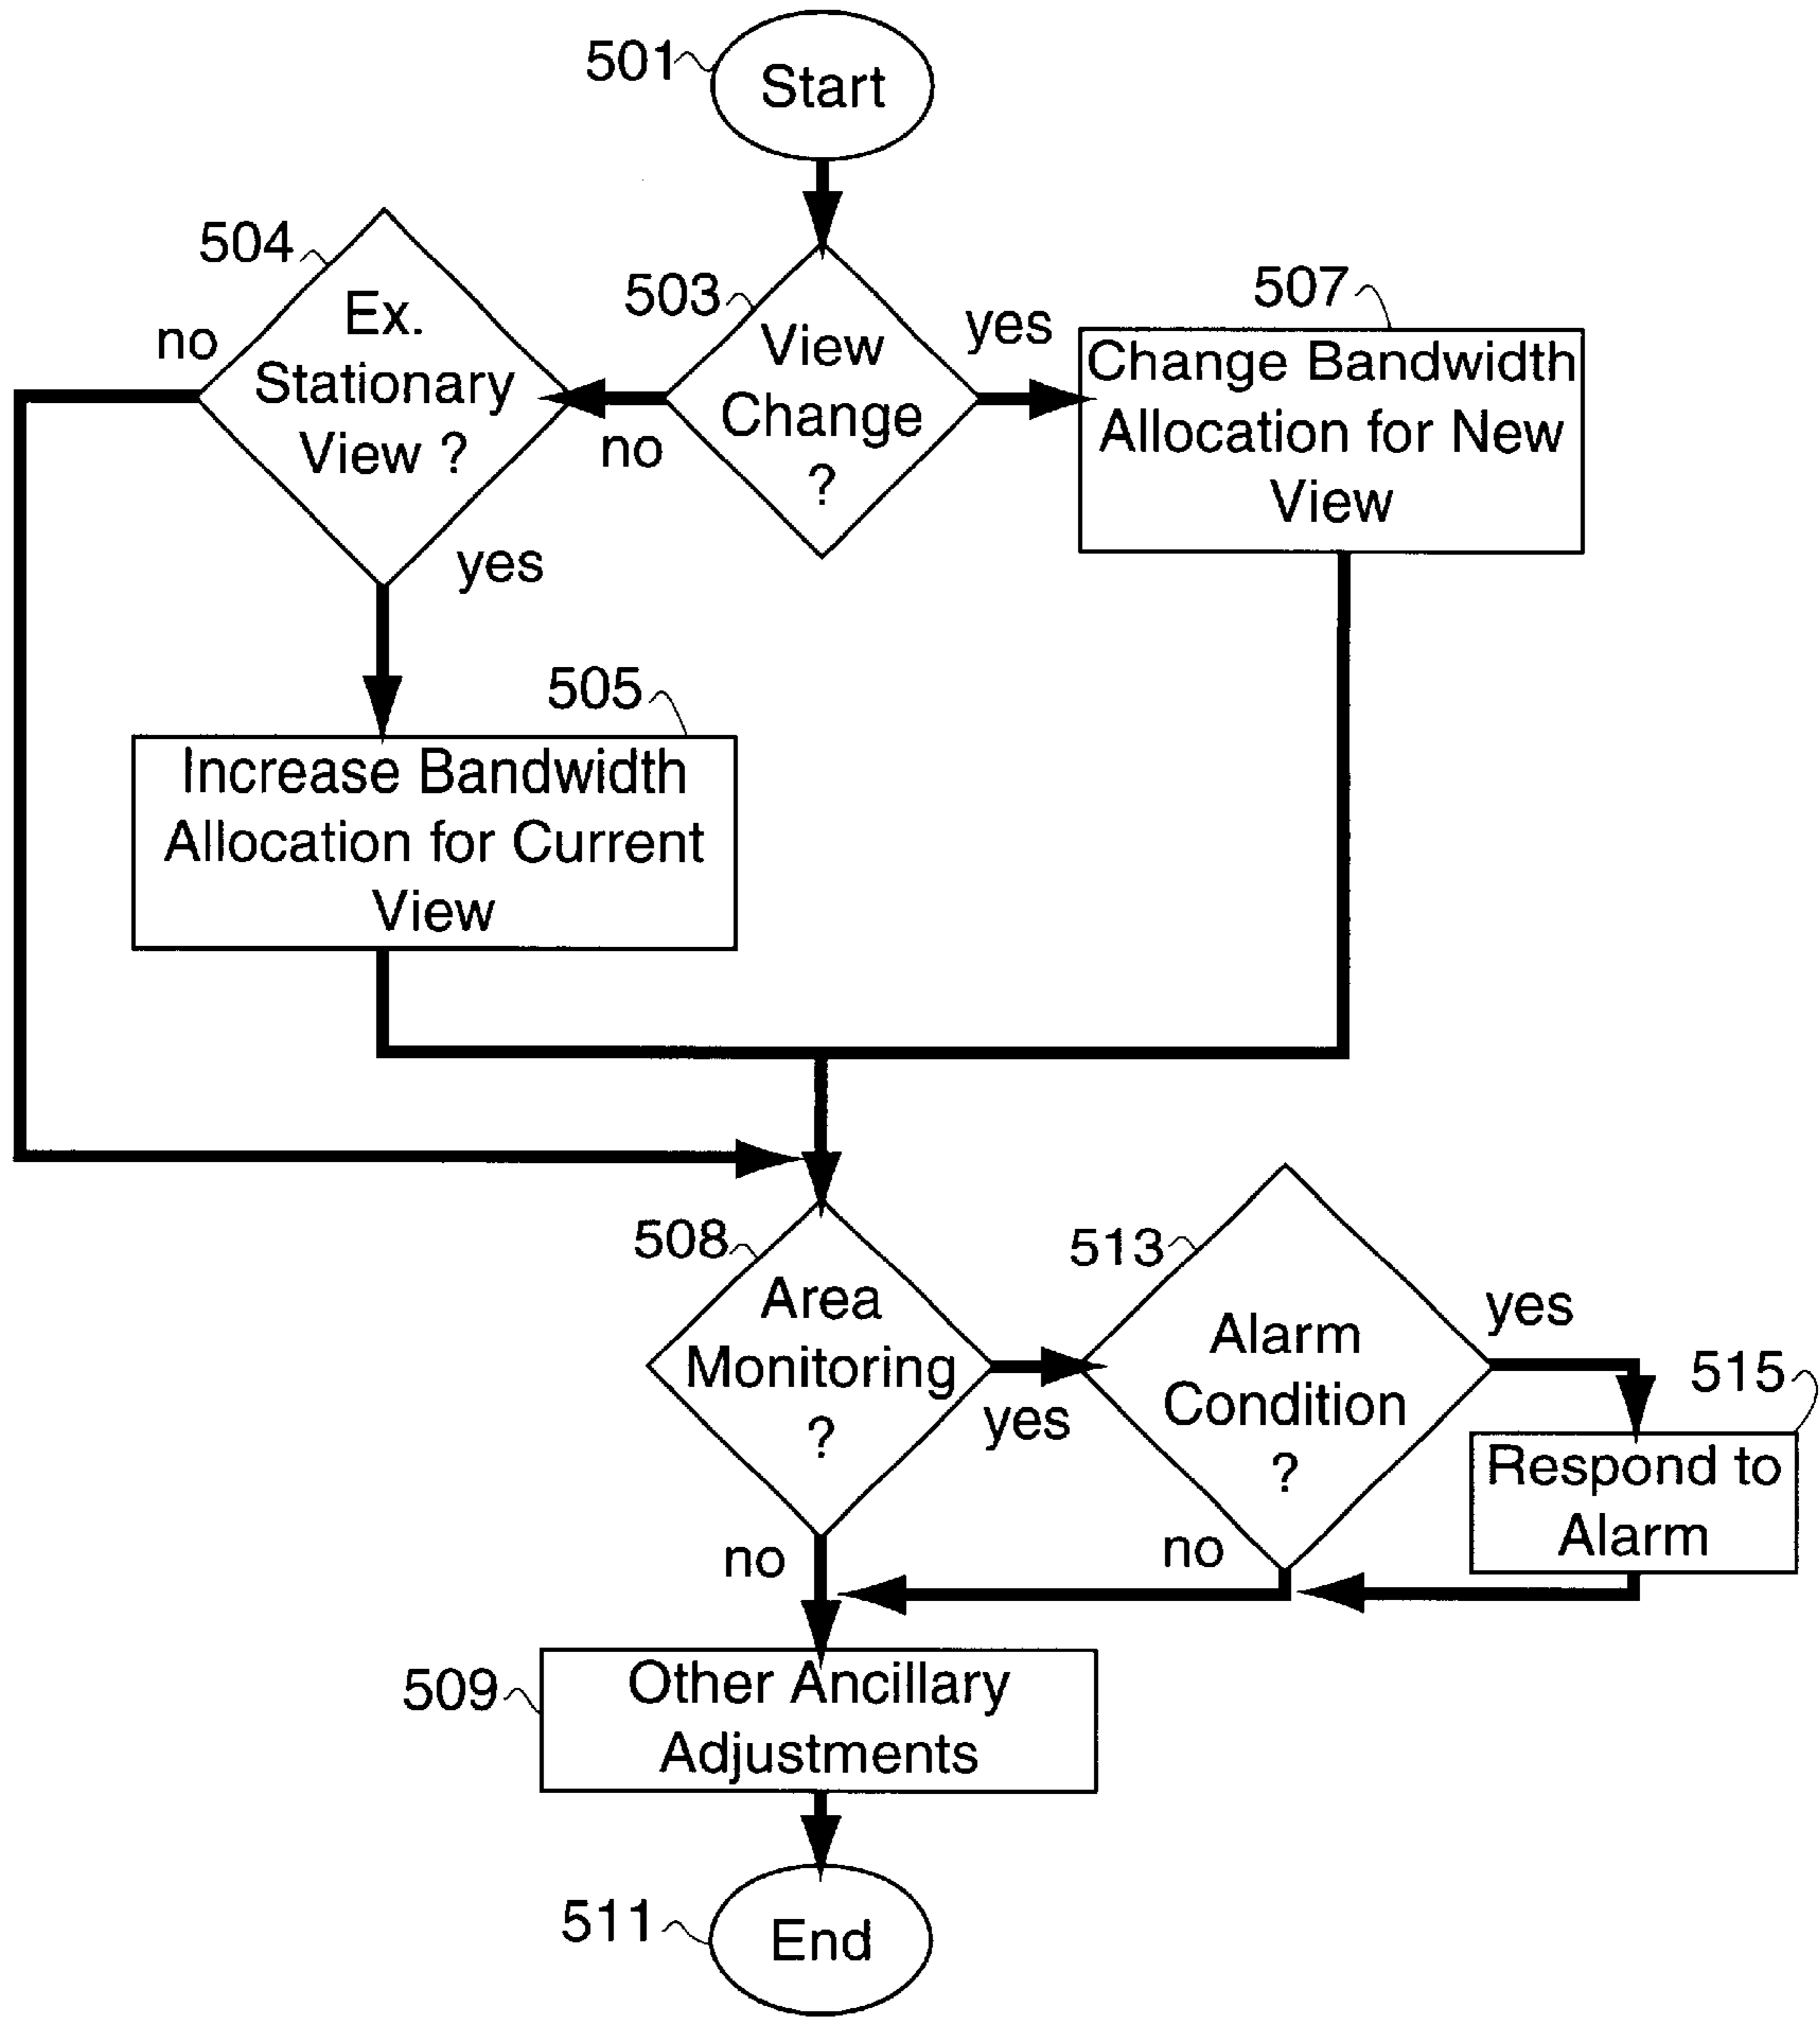 501
Start
504
Ex.
Stationary
View ?
no
yes
503
View
Change
?
yes
no
507
Change Bandwidth
Allocation for New
View
505
Increase Bandwidth
Allocation for Current
View
508
Area
Monitoring
?
yes
no
513
Alarm
Condition
?
yes
no
515
Respond to
Alarm
509
Other Ancillary
Adjustments
511
End